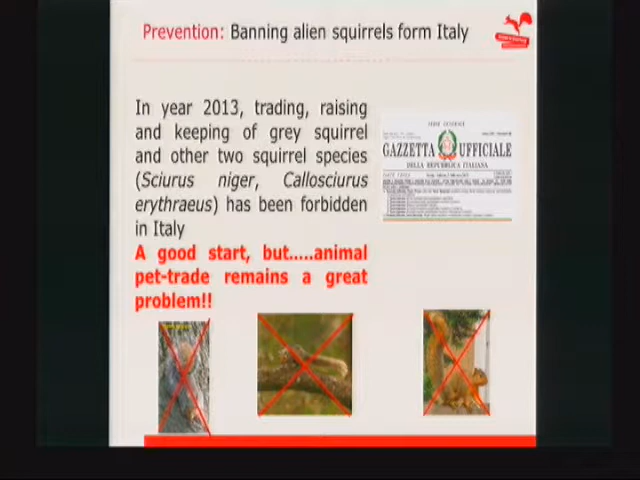 Prevention: Banning alien squirrels form Italy
In year 2013, trading, raising
and keeping of grey squirrel
and other two squirrel species
(Sciurus niger, Callosciurus
erythraeus) has been forbidden
in Italy
A good start, but.....animal
pet-trade remains a great
problem!!
GAZZETTA UFFICIALE
DELLA REPUBBLICA ITALIANA